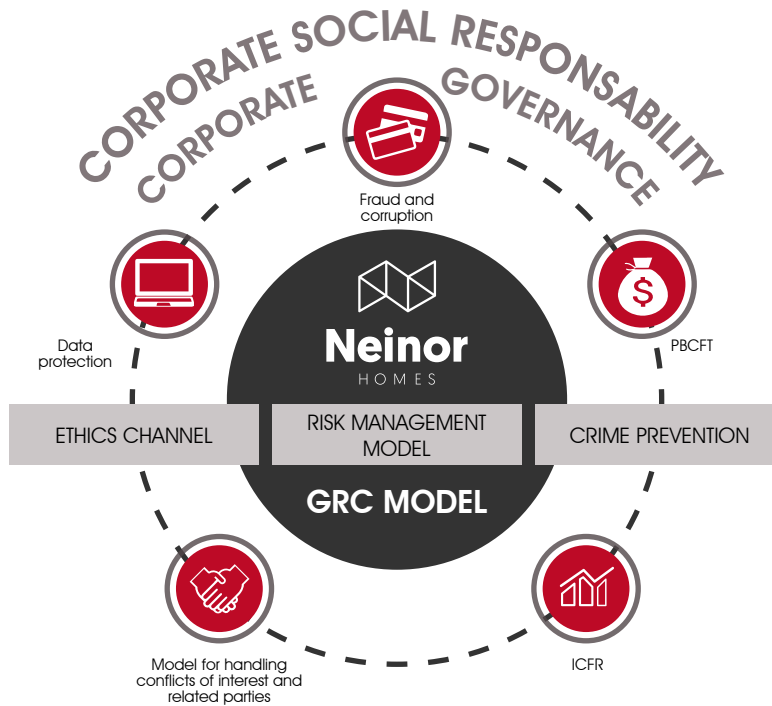 CORPORATE SOCIAL RESPONSABILITY
CORPORATE GOVERNANCE
Fraud and
corruption
Data
protection
$
PBCFT
Neinor
HOMES
ETHICS CHANNEL
RISK MANAGEMENT
MODEL
CRIME PREVENTION
GRC MODEL
Model for handling
conflicts of interest and
related parties
ICFR